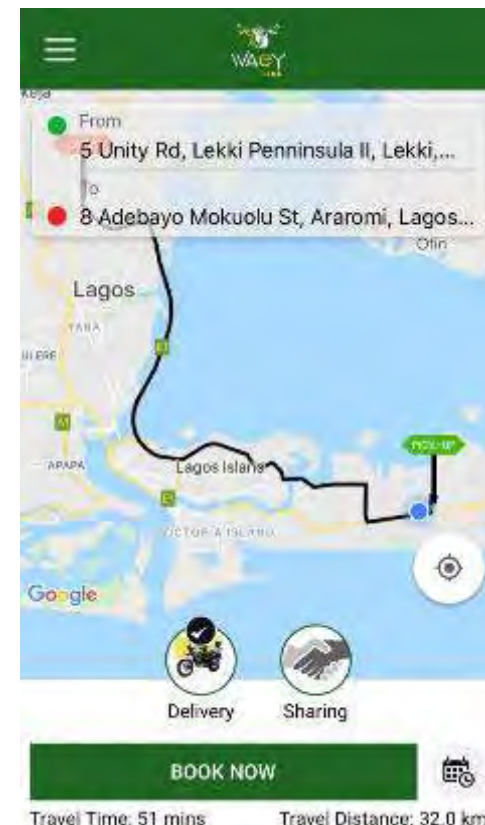 WAGY
From
5 Unity Rd, Lekki Penninsula II, Lekki,...
To
8 Adebayo Mokuolu St, Araromi, Lagos...
Ofin
Lagos
YABA
APAPA
Lagos Island
VICTORIA ISLAND
PICK-UP
Google
Delivery
Sharing
BOOK NOW
Travel Time: 51 mins
Travel Distance: 32.0 km